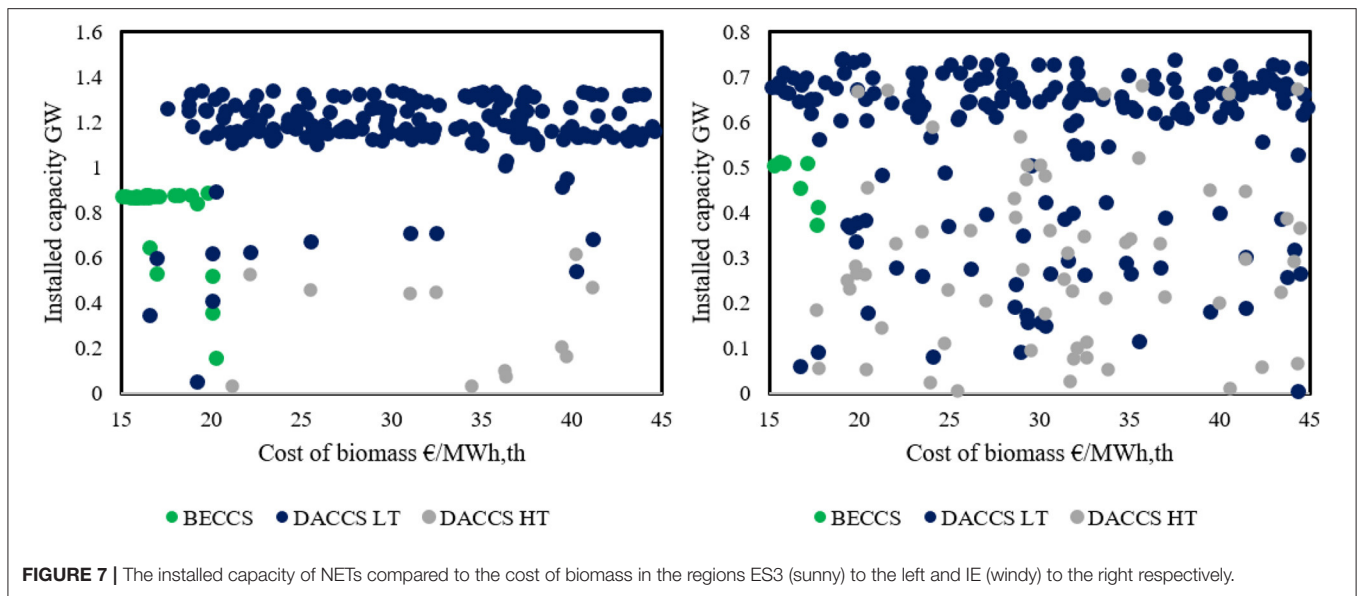 1.6
1.4
1.2
1
0.8
0.6
0.4
0.2
0
Installed capacity GW
15 20 25 30 35 40 45
Cost of biomass €/MWh,th
BECCS DACCS LT DACCS HT
0.8
0.7
0.6
0.5
0.4
0.3
0.2
0.1
0
Installed capacity GW
15 20 25 30 35 40 45
Cost of biomass €/MWh,th
BECCS DACCS LT DACCS HT
FIGURE 7 | The installed capacity of NETs compared to the cost of biomass in the regions ES3 (sunny) to the left and IE (windy) to the right respectively.